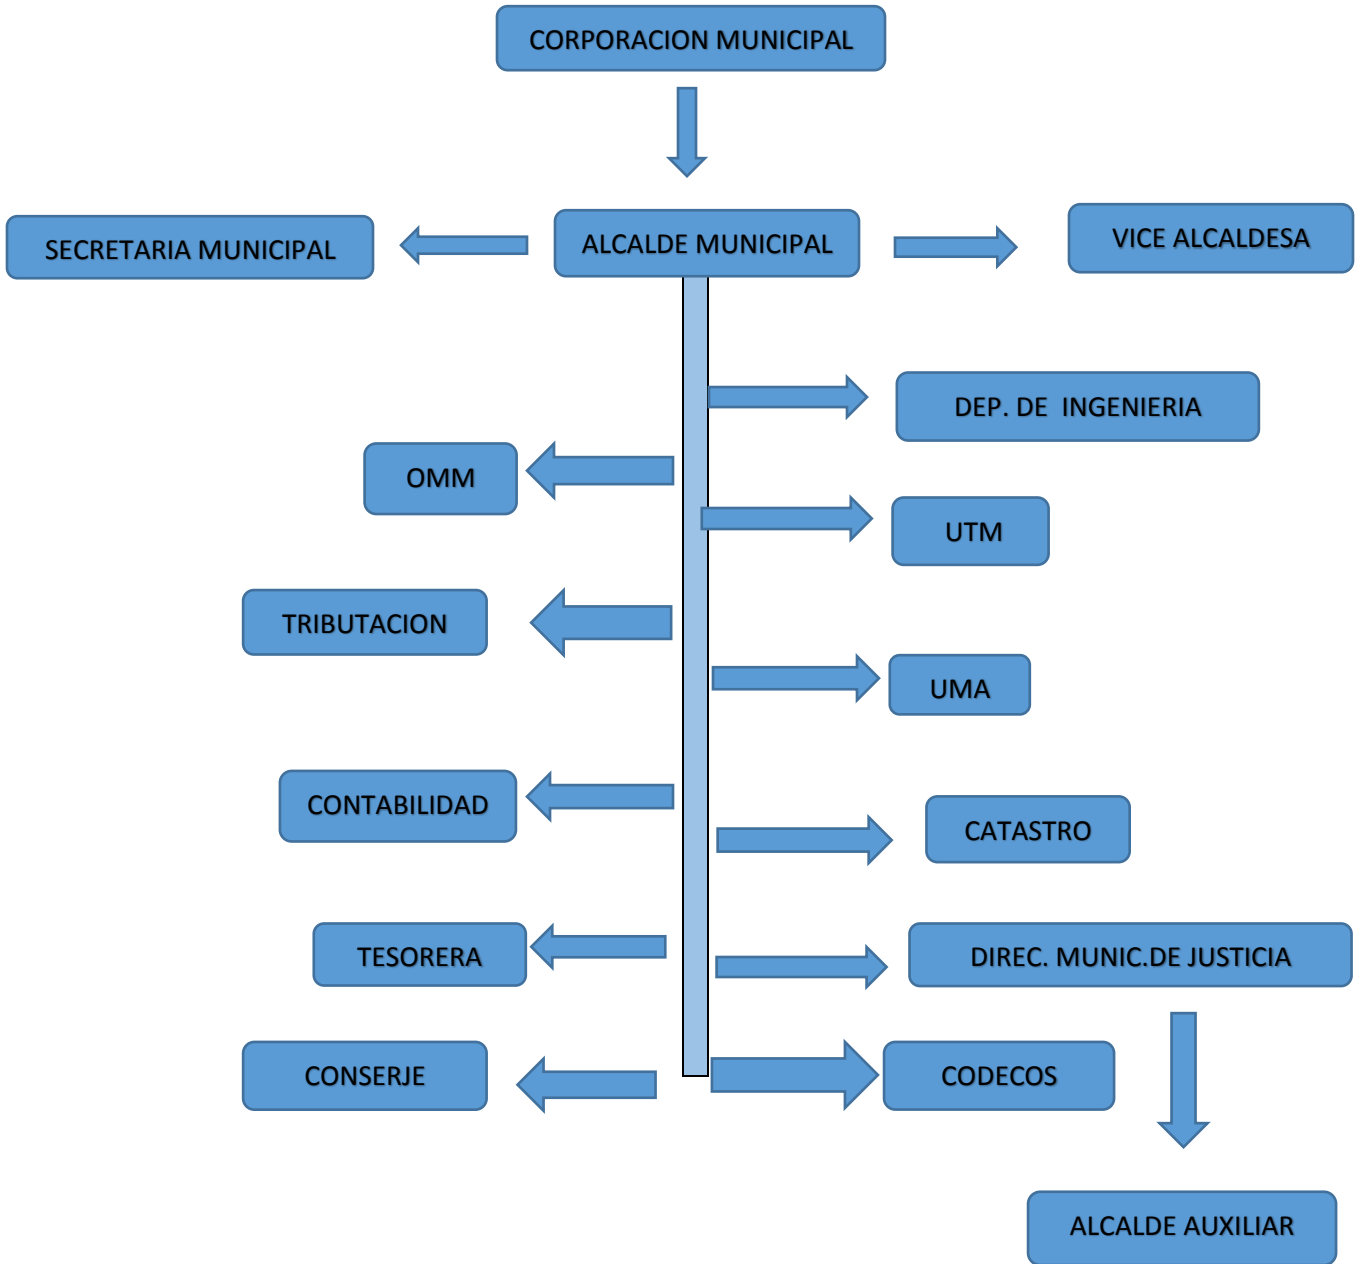 CORPORACION MUNICIPAL
SECRETARIA MUNICIPAL
ALCALDE MUNICIPAL
VICE ALCALDESA
DEP. DE INGENIERIA
OMM
UTM
TRIBUTACION
UMA
CONTABILIDAD
CATASTRO
TESORERA
DIREC. MUNIC.DE JUSTICIA
CONSERJE
CODECOS
ALCALDE AUXILIAR